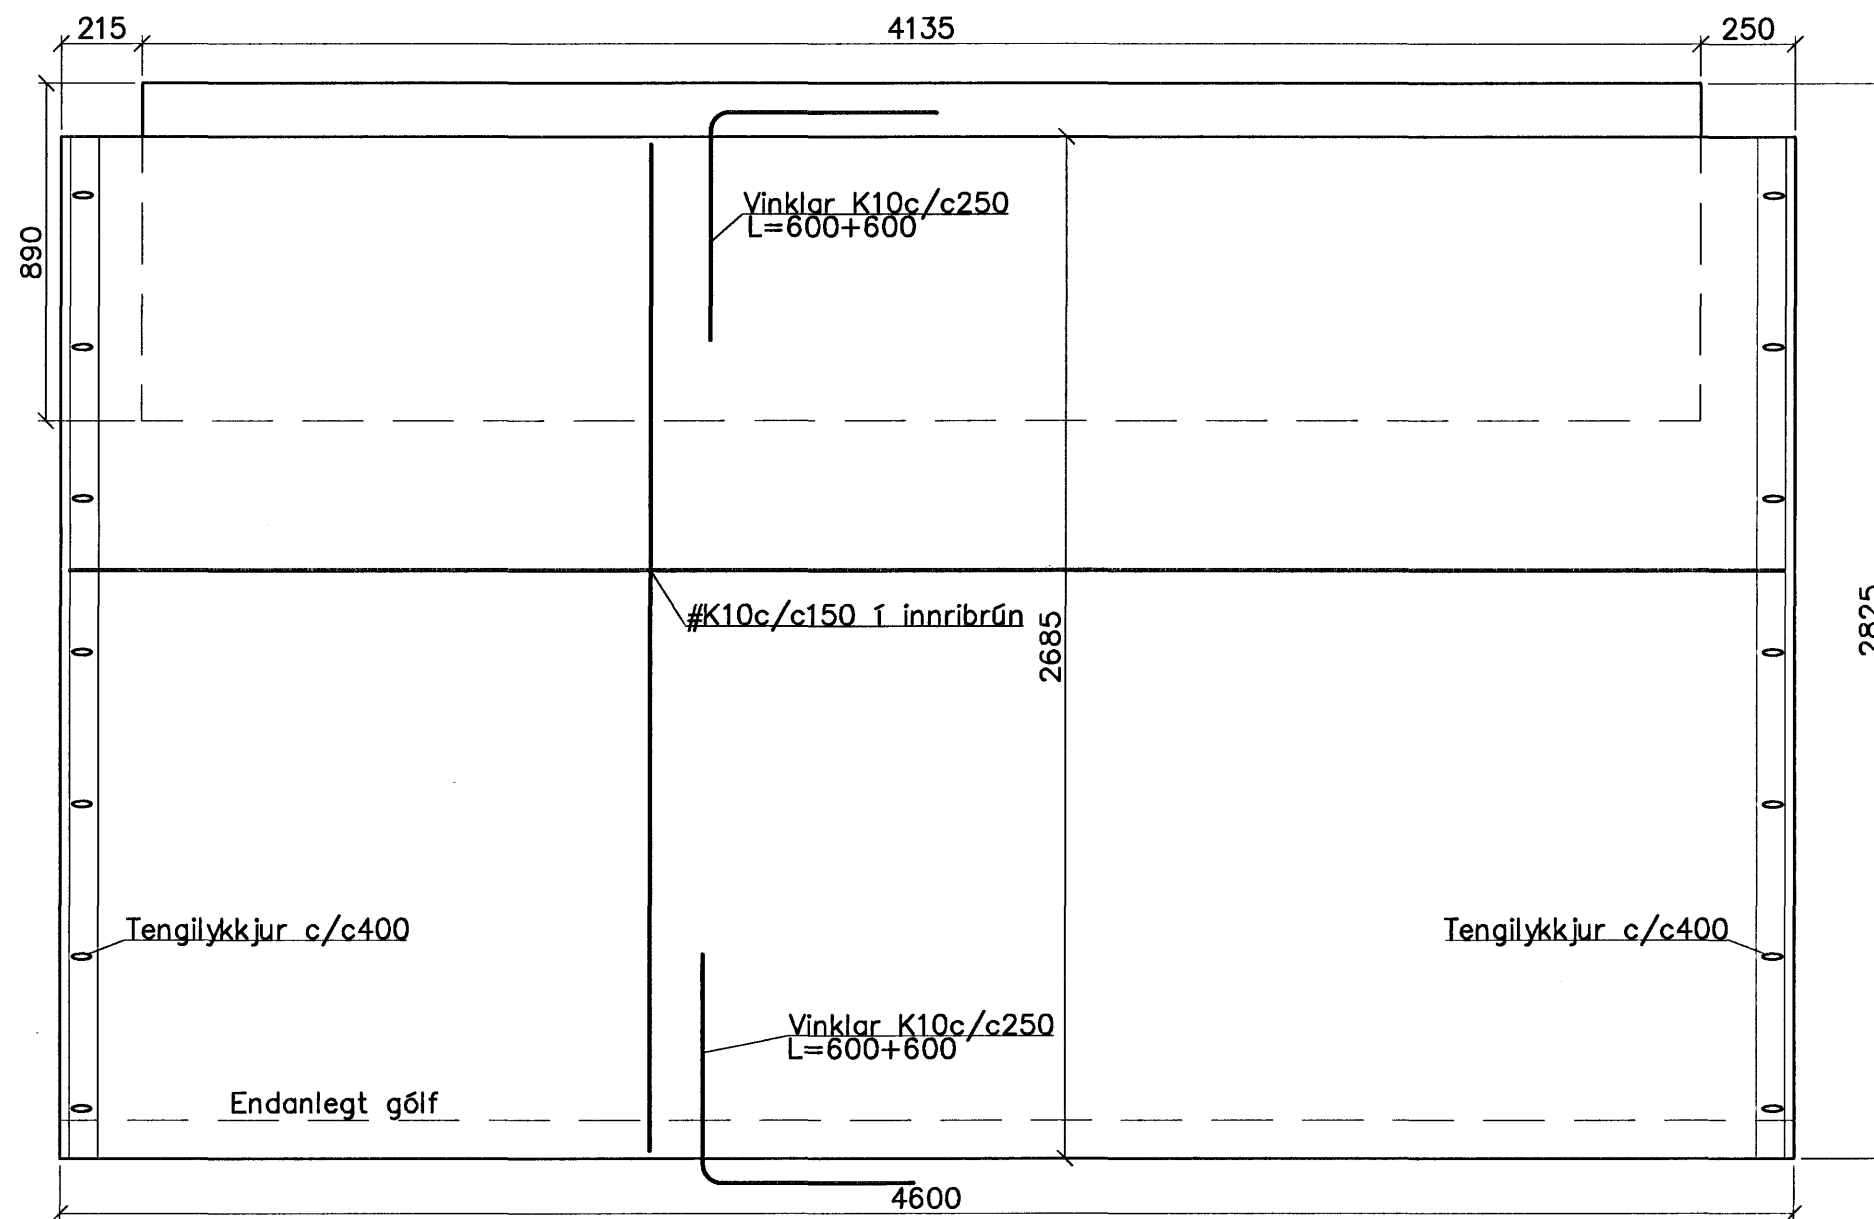 215
4135
250
Vinklar K10c/c250
L=600+600
890
#K10c/c150 í innribrún
2685
2825
Tengilykkjur c/c400
Tengilykkjur c/c400
Vinklar K10c/c250
L=600+600
Endanlegt gólf
4600